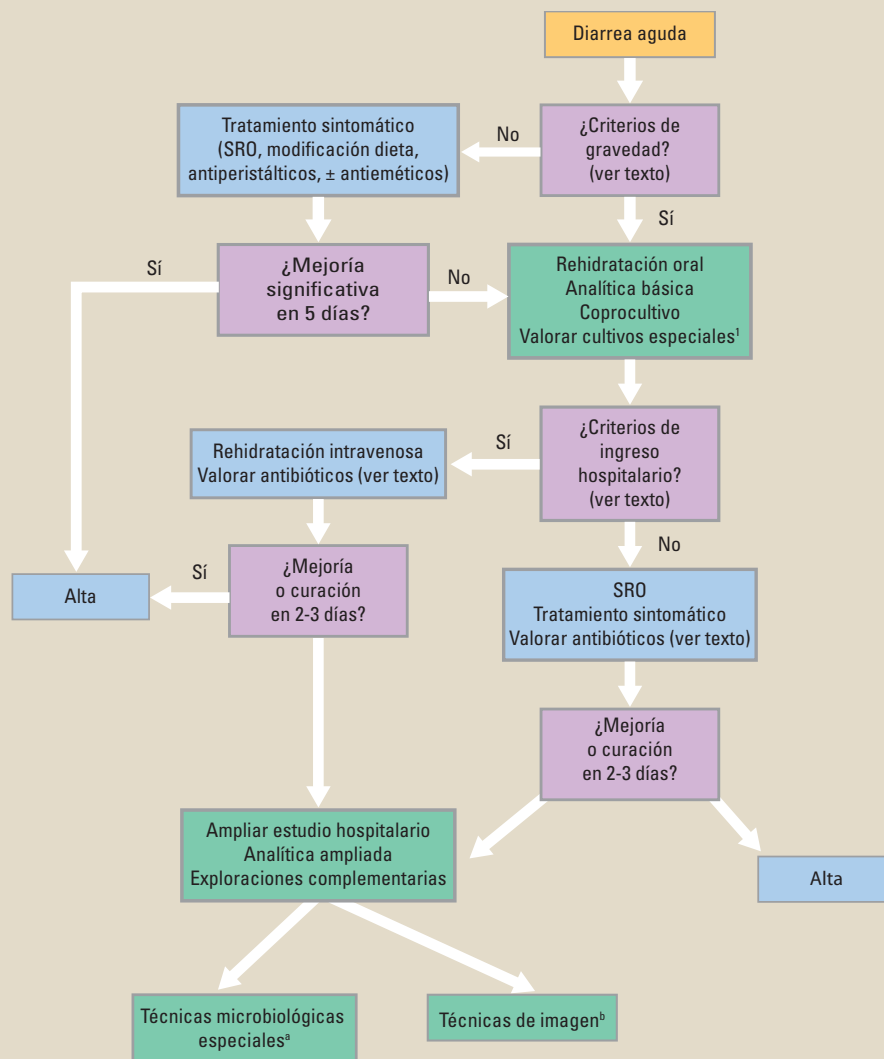 Diarrea aguda
Tratamiento sintomático
(SRO, modificación dieta,
antiperistálticos, ± antieméticos)
No
¿Criterios de
gravedad?
(ver texto)
Sí
Sí
¿Mejoría
significativa
en 5 días?
No
Rehidratación oral
Analítica básica
Coprocultivo
Valorar cultivos especiales¹
Rehidratación intravenosa
Valorar antibióticos (ver texto)
Sí
¿Criterios de
ingreso
hospitalario?
(ver texto)
No
Alta
Sí
¿Mejoría
o curación
en 2-3 días?
SRO
Tratamiento sintomático
Valorar antibióticos (ver texto)
¿Mejoría
o curación
en 2-3 días?
Ampliar estudio hospitalario
Analítica ampliada
Exploraciones complementarias
Alta
Técnicas microbiológicas
especialesᵃ
Técnicas de imagenᵇ